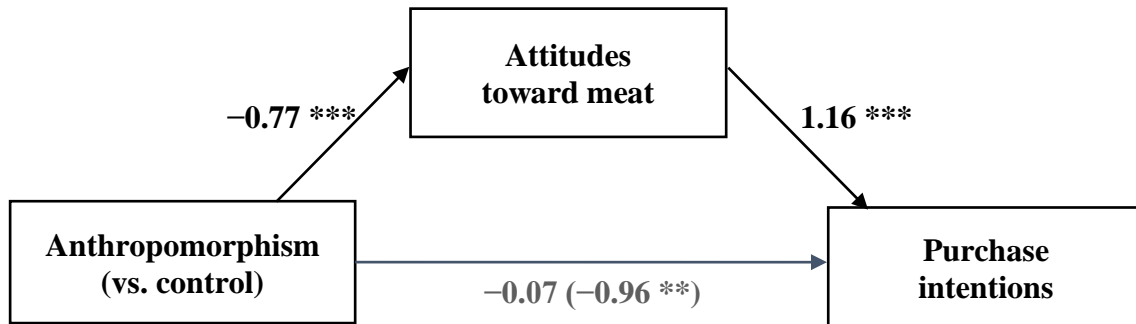 Attitudes
toward meat
−0.77 ***
1.16 ***
Anthropomorphism
(vs. control)
Purchase
intentions
−0.07 (−0.96 **)